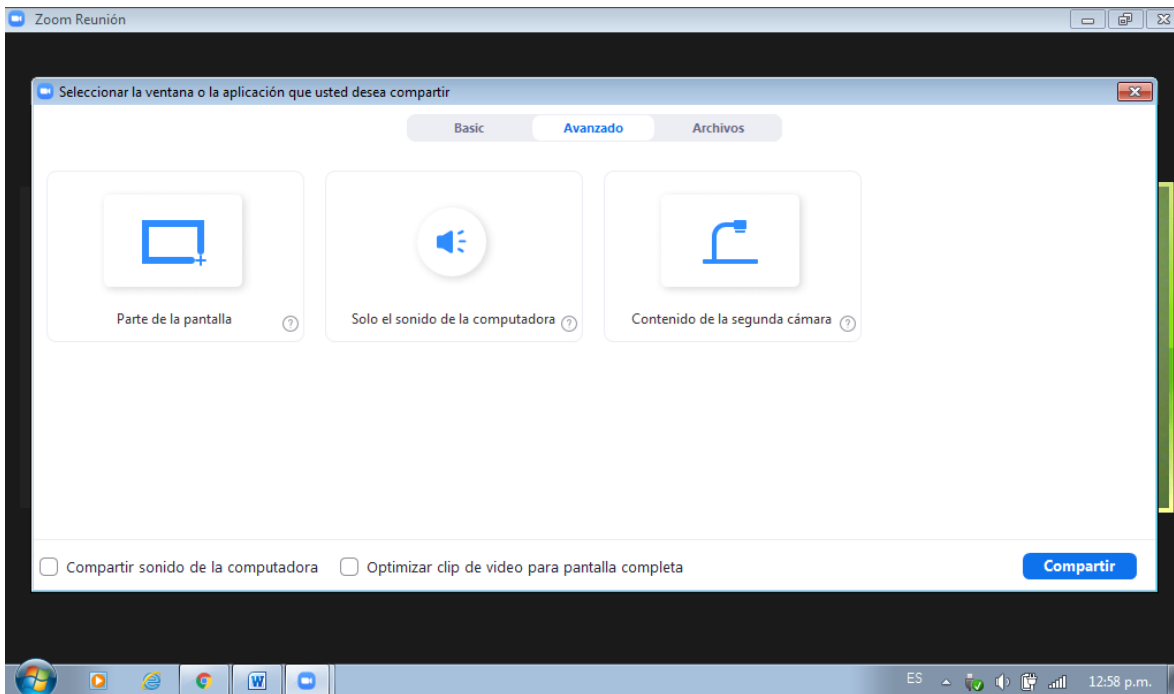 Zoom Reunión
Seleccionar la ventana o la aplicación que usted desea compartir
Basic Avanzado Archivos
Parte de la pantalla ? Solo el sonido de la computadora ? Contenido de la segunda cámara ?
Compartir sonido de la computadora Optimizar clip de video para pantalla completa Compartir
W ES 12:58 p.m.